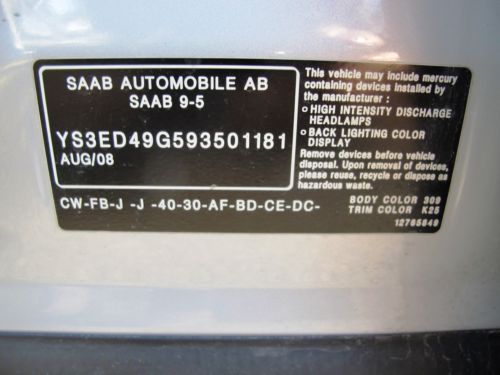 SAAB AUTOMOBILE AB
SAAB 9-5
YS3ED49G593501181
AUG/08
This vehicle may include mercury
containing devices installed by
the manufacturer:
o HIGH INTENSITY DISCHARGE
HEADLAMPS
o BACK LIGHTING COLOR
DISPLAY
Remove devices before vehicle
disposal. Upon removal of devices,
please reuse, recycle or dispose as
hazardous waste.
CW-FB-J -J -40-30-AF-BD-CE-DC-
BODY COLOR 309
TRIM COLOR K25
12765849